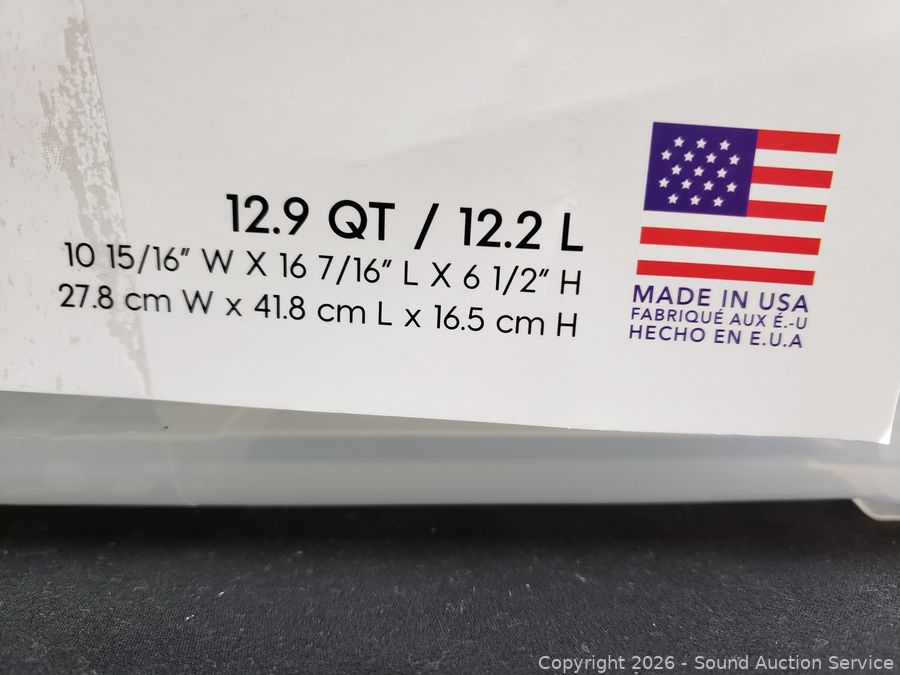 12.9 QT / 12.2 L
10 15/16” W X 16 7/16” L X 6 1/2” H
27.8 cm W x 41.8 cm L x 16.5 cm H
MADE IN USA
FABRIQUÉ AUX É.-U
HECHO EN E.U.A
Copyright 2026 - Sound Auction Service